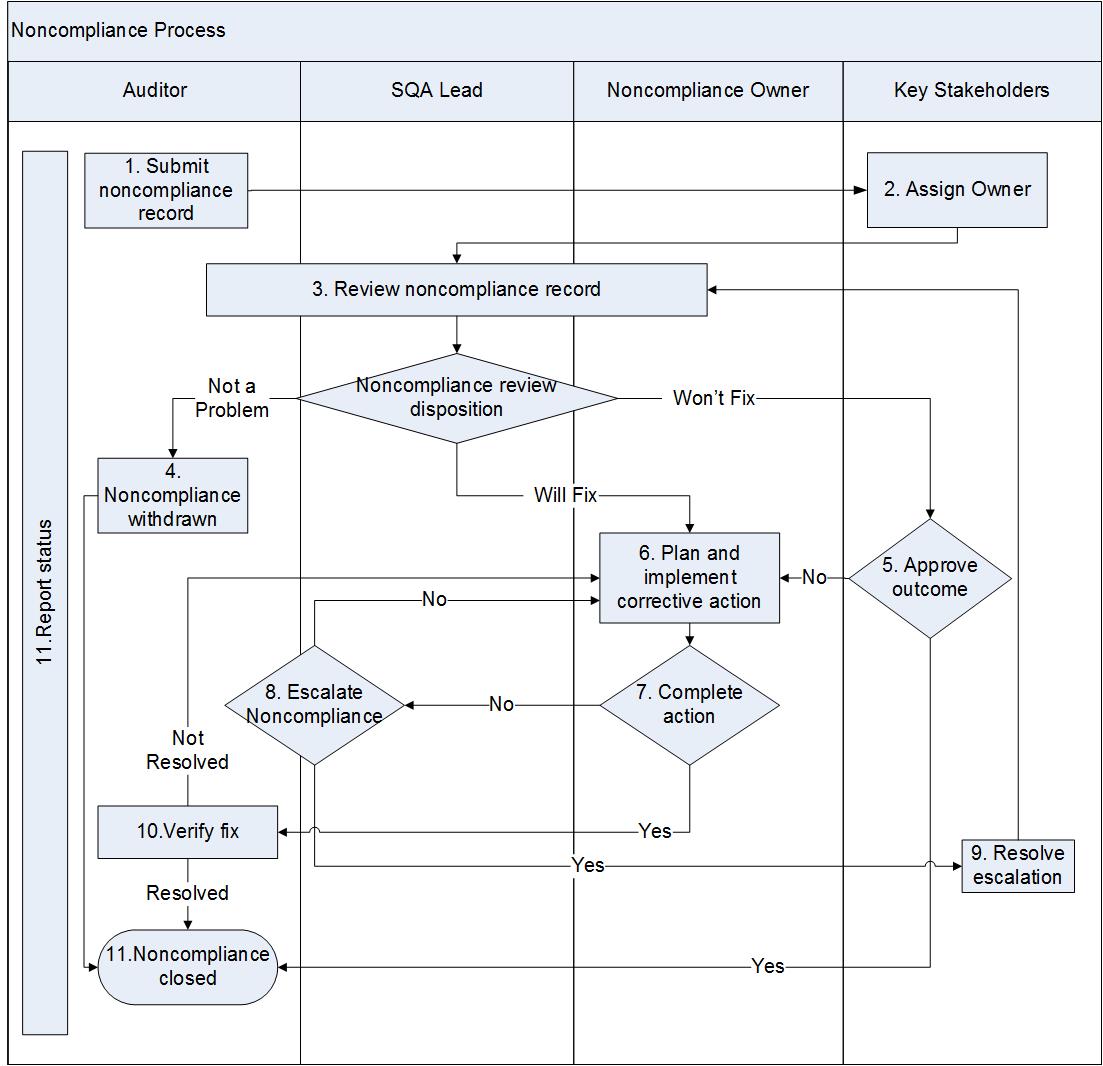 Noncompliance Process
Auditor
SQA Lead
Noncompliance Owner
Key Stakeholders
1. Submit
noncompliance
record
2. Assign Owner
3. Review noncompliance record
Noncompliance review
disposition
Not a
Problem
Won't Fix
4.
Noncompliance
withdrawn
Will Fix
11.Report status
6. Plan and
implement
corrective action
No
5. Approve
outcome
No
8. Escalate
Noncompliance
No
7. Complete
action
Not
Resolved
10.Verify fix
Yes
Yes
9. Resolve
escalation
Resolved
11.Noncompliance
closed
Yes